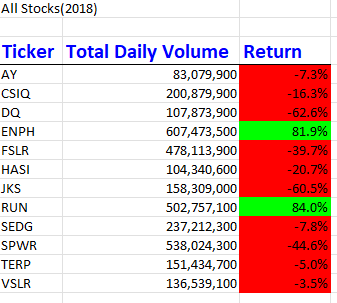 All Stocks(2018)
Ticker Total Daily Volume Return
AY 83,079,900 -7.3%
CSIQ 200,879,900 -16.3%
DQ 107,873,900 -62.6%
ENPH 607,473,500 81.9%
FSLR 478,113,900 -39.7%
HASI 104,340,600 -20.7%
JKS 158,309,000 -60.5%
RUN 502,757,100 84.0%
SEDG 237,212,300 -7.8%
SPWR 538,024,300 -44.6%
TERP 151,434,700 -5.0%
VSLR 136,539,100 -3.5%